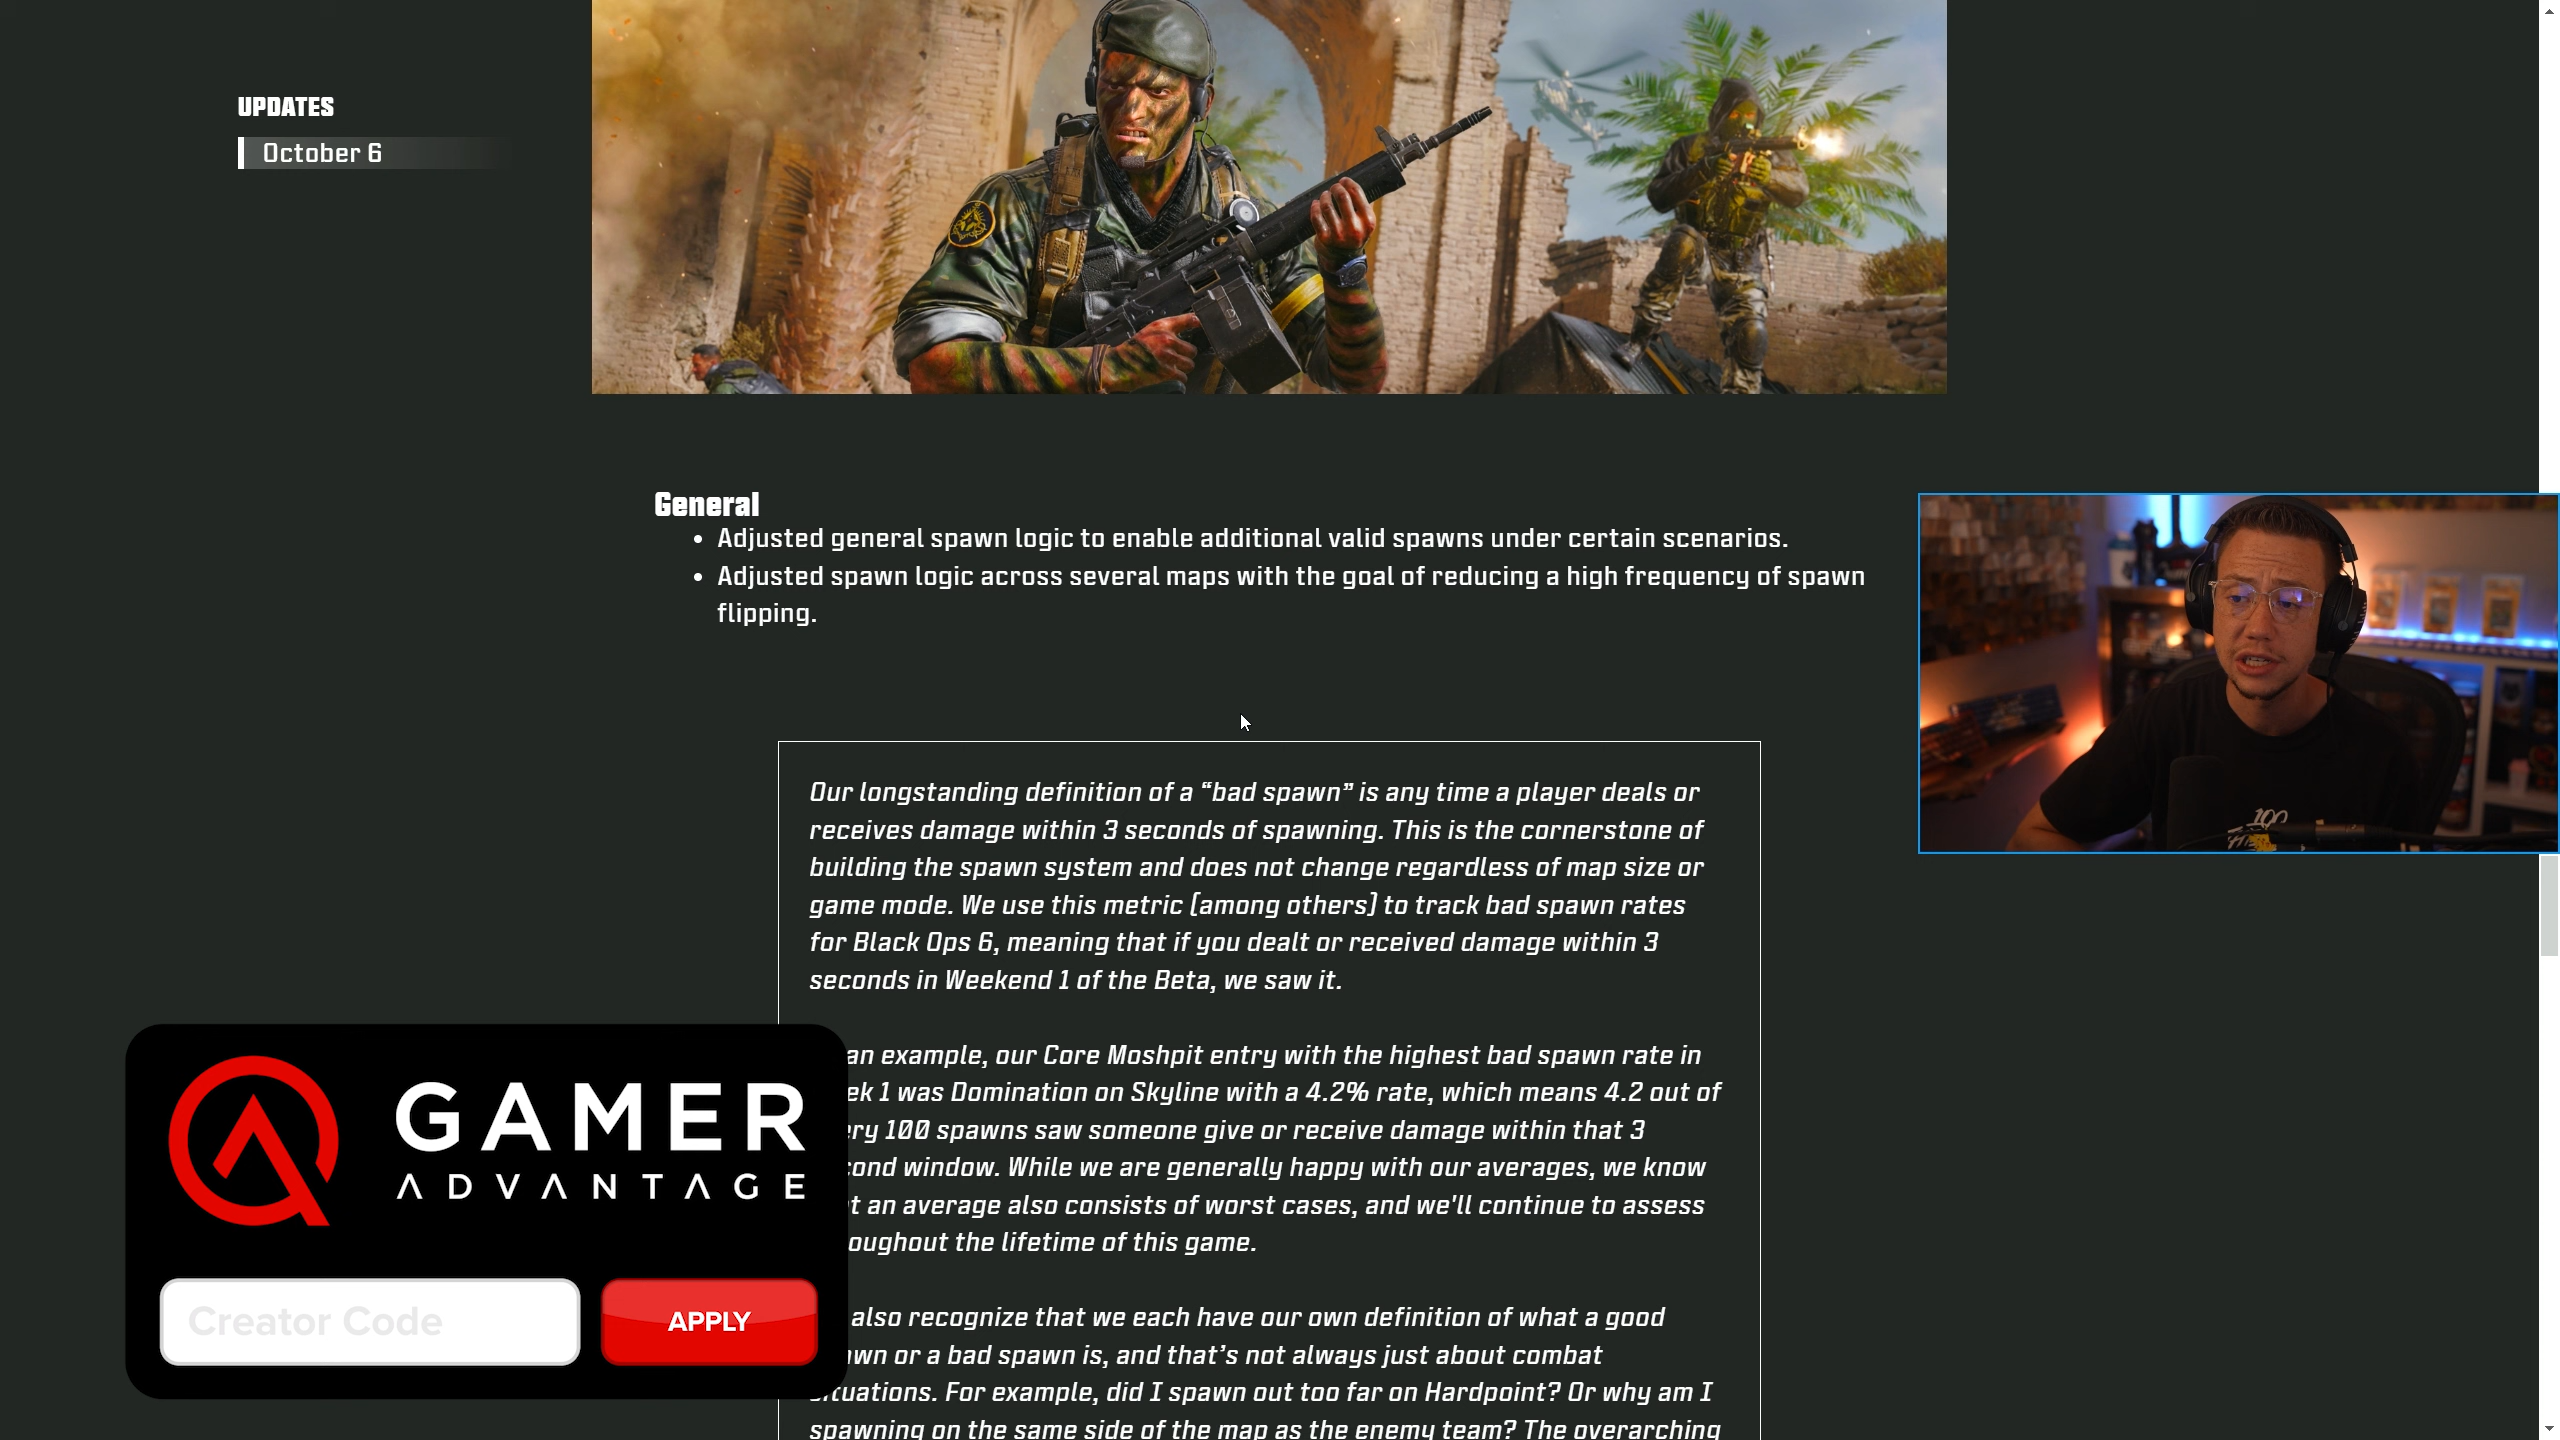 UPDATES
October 6
General
• Adjusted general spawn logic to enable additional valid spawns under certain scenarios.
• Adjusted spawn logic across several maps with the goal of reducing a high frequency of spawn
flipping.
Our longstanding definition of a “bad spawn” is any time a player deals or
receives damage within 3 seconds of spawning. This is the cornerstone of
building the spawn system and does not change regardless of map size or
game mode. We use this metric (among others) to track bad spawn rates
for Black Ops 6, meaning that if you dealt or received damage within 3
seconds in Weekend 1 of the Beta, we saw it.
an example, our Core Moshpit entry with the highest bad spawn rate in
1 was Domination on Skyline with a 4.2% rate, which means 4.2 out of
100 spawns saw someone give or receive damage within that 3
window. While we are generally happy with our averages, we know
an average also consists of worst cases, and we'll continue to assess
the lifetime of this game.
also recognize that we each have our own definition of what a good
or a bad spawn is, and that’s not always just about combat
situations. For example, did I spawn out too far on Hardpoint? Or why am I
spawning on the same side of the map as the enemy team? The overarching
GAMER
ADVANTAGE
Creator Code
APPLY
100